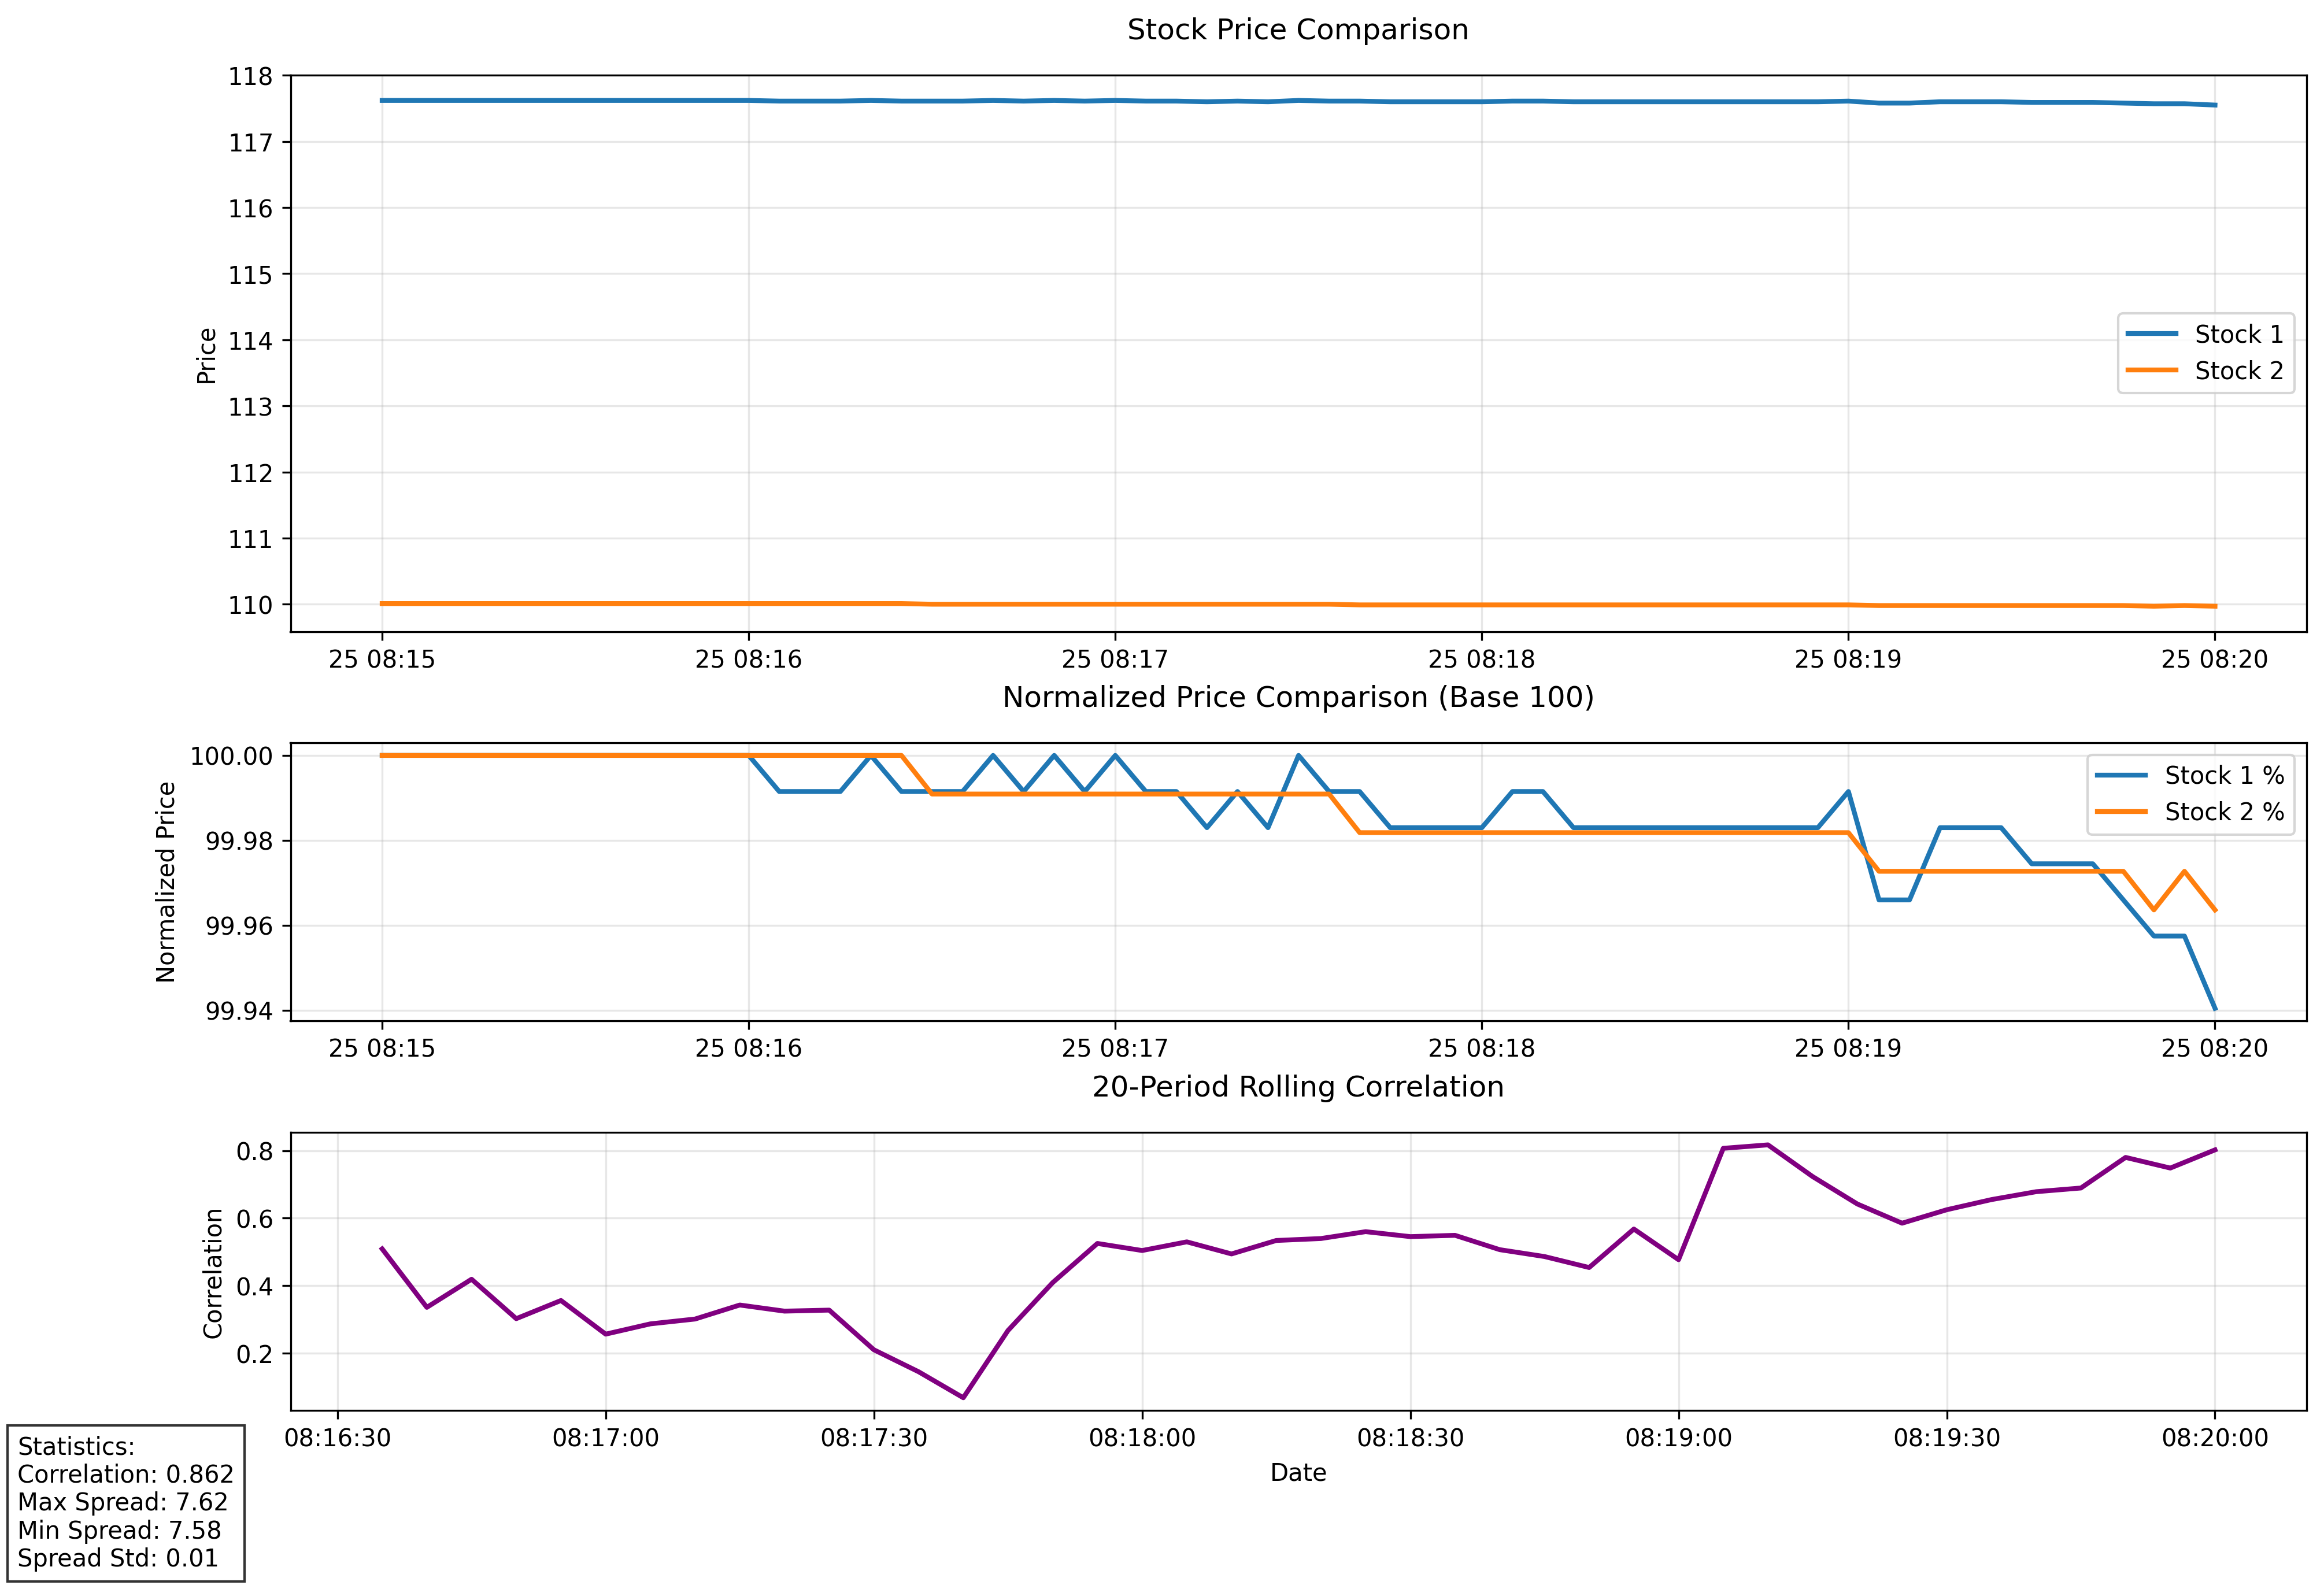 Stock Price Comparison
118
117
116
115
114
113
112
111
110
Price
Stock 1
Stock 2
25 08:15 25 08:16 25 08:17 25 08:18 25 08:19 25 08:20
Normalized Price Comparison (Base 100)
100.00
99.98
99.96
99.94
Normalized Price
Stock 1 %
Stock 2 %
25 08:15 25 08:16 25 08:17 25 08:18 25 08:19 25 08:20
20-Period Rolling Correlation
0.8
0.6
0.4
0.2
Correlation
08:16:30 08:17:00 08:17:30 08:18:00 08:18:30 08:19:00 08:19:30 08:20:00
Date
Statistics:
Correlation: 0.862
Max Spread: 7.62
Min Spread: 7.58
Spread Std: 0.01